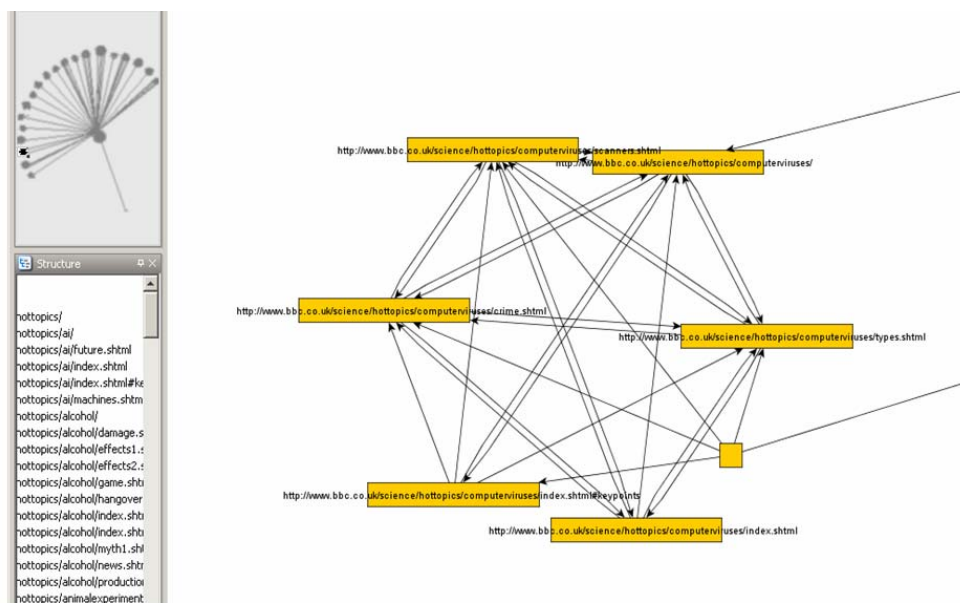 Structure
hottopics/
hottopics/ai/
hottopics/ai/future.shtml
hottopics/ai/index.shtml
hottopics/ai/index.shtml#ke
hottopics/ai/machines.shtm
hottopics/alcohol/
hottopics/alcohol/damage.s
hottopics/alcohol/effects1.s
hottopics/alcohol/effects2.s
hottopics/alcohol/game.sht
hottopics/alcohol/hangover
hottopics/alcohol/index.sht
hottopics/alcohol/index.sht
hottopics/alcohol/myth1.sht
hottopics/alcohol/news.sht
hottopics/alcohol/production
hottopics/animalexperiment
http://www.bbc.co.uk/science/hottopics/computerviruses/scanners.shtml
http://www.bbc.co.uk/science/hottopics/computerviruses/
http://www.bbc.co.uk/science/hottopics/computerviruses/crime.shtml
http://www.bbc.co.uk/science/hottopics/computerviruses/types.shtml
http://www.bbc.co.uk/science/hottopics/computerviruses/index.shtml#keypoints
http://www.bbc.co.uk/science/hottopics/computerviruses/index.shtml